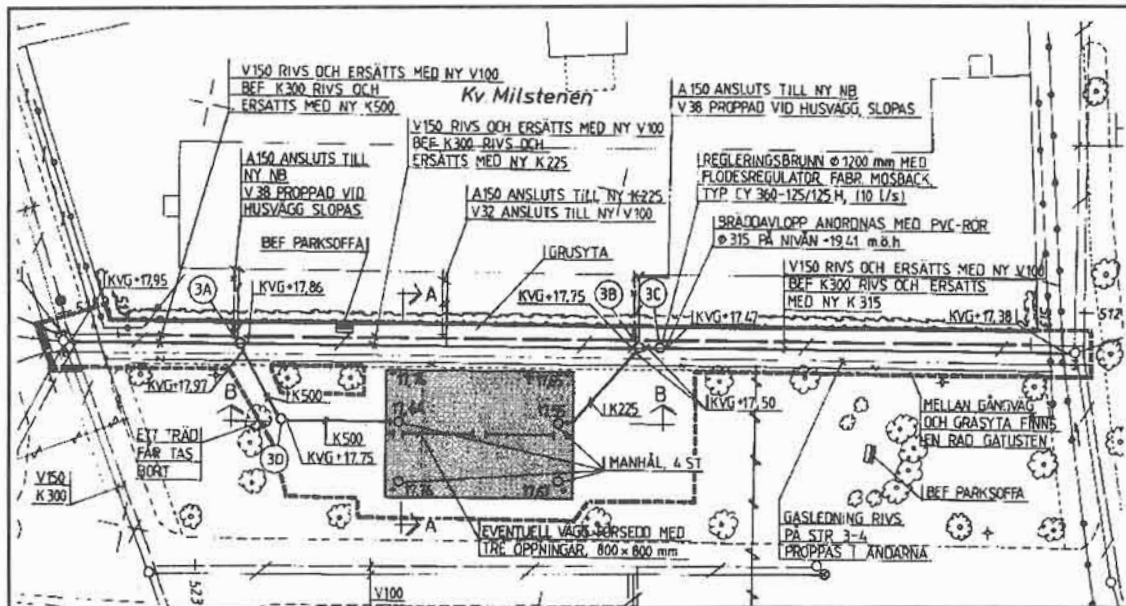 V150 RIVS OCH ERSÄTTS MED NY V100
BEF K300 RIVS OCH
ERSÄTTS MED NY K500
Kv Milstenen
V150 RIVS OCH ERSÄTTS MED NY V100
BEF K300 RIVS OCH
ERSÄTTS MED NY K225
A150 ANSLUTS TILL NY NB
V38 PROPPAD VID HUSVÄGG, SLOPAS
A150 ANSLUTS TILL
NY NB
V38 PROPPAD VID
HUSVÄGG SLOPAS
A150 ANSLUTS TILL NY K225
V32 ANSLUTS TILL NY V100
REGLERINGSBRUNN ϕ 1200 mm MED
FLÖDESREGULATOR FABR. MOSBACK,
TYP CY 360-125/125 H, (10 l/s)
BRÄDDAVLOPP ANORDNAS MED PVC-RÖR
ϕ 315 PÅ NIVÅN +19,41 m.ö.h
BEF PARKSOFFA
GRUSYTA
V150 RIVS OCH ERSÄTTS MED NY V100
BEF K300 RIVS OCH ERSÄTTS
MED NY K 315
KVG+17,95
3A
KVG+17,86
A
KVG+17,75
3B
3C
KVG+17,47
KVG+17,38
512
KVG+17,97
K500
B
K225
B
KVG+17,50
MELLAN GÅNGVÄG
OCH GRÄSYTA FINNS
EN RAD GATUSTEN
EXT TRÄD
FÅR TAS
BORT
3D
K500
KVG+17,75
MANHÅL, 4 ST
V150
K300
BEF PARKSOFFA
A
EVENTUELL VÄGG FÖRSEDD MED
TRE ÖPPNINGAR, 800 x 800 mm
GASLEDNING RIVS
PÅ STR 3-4
PROPPAS I ÄNDARNA
523
V100